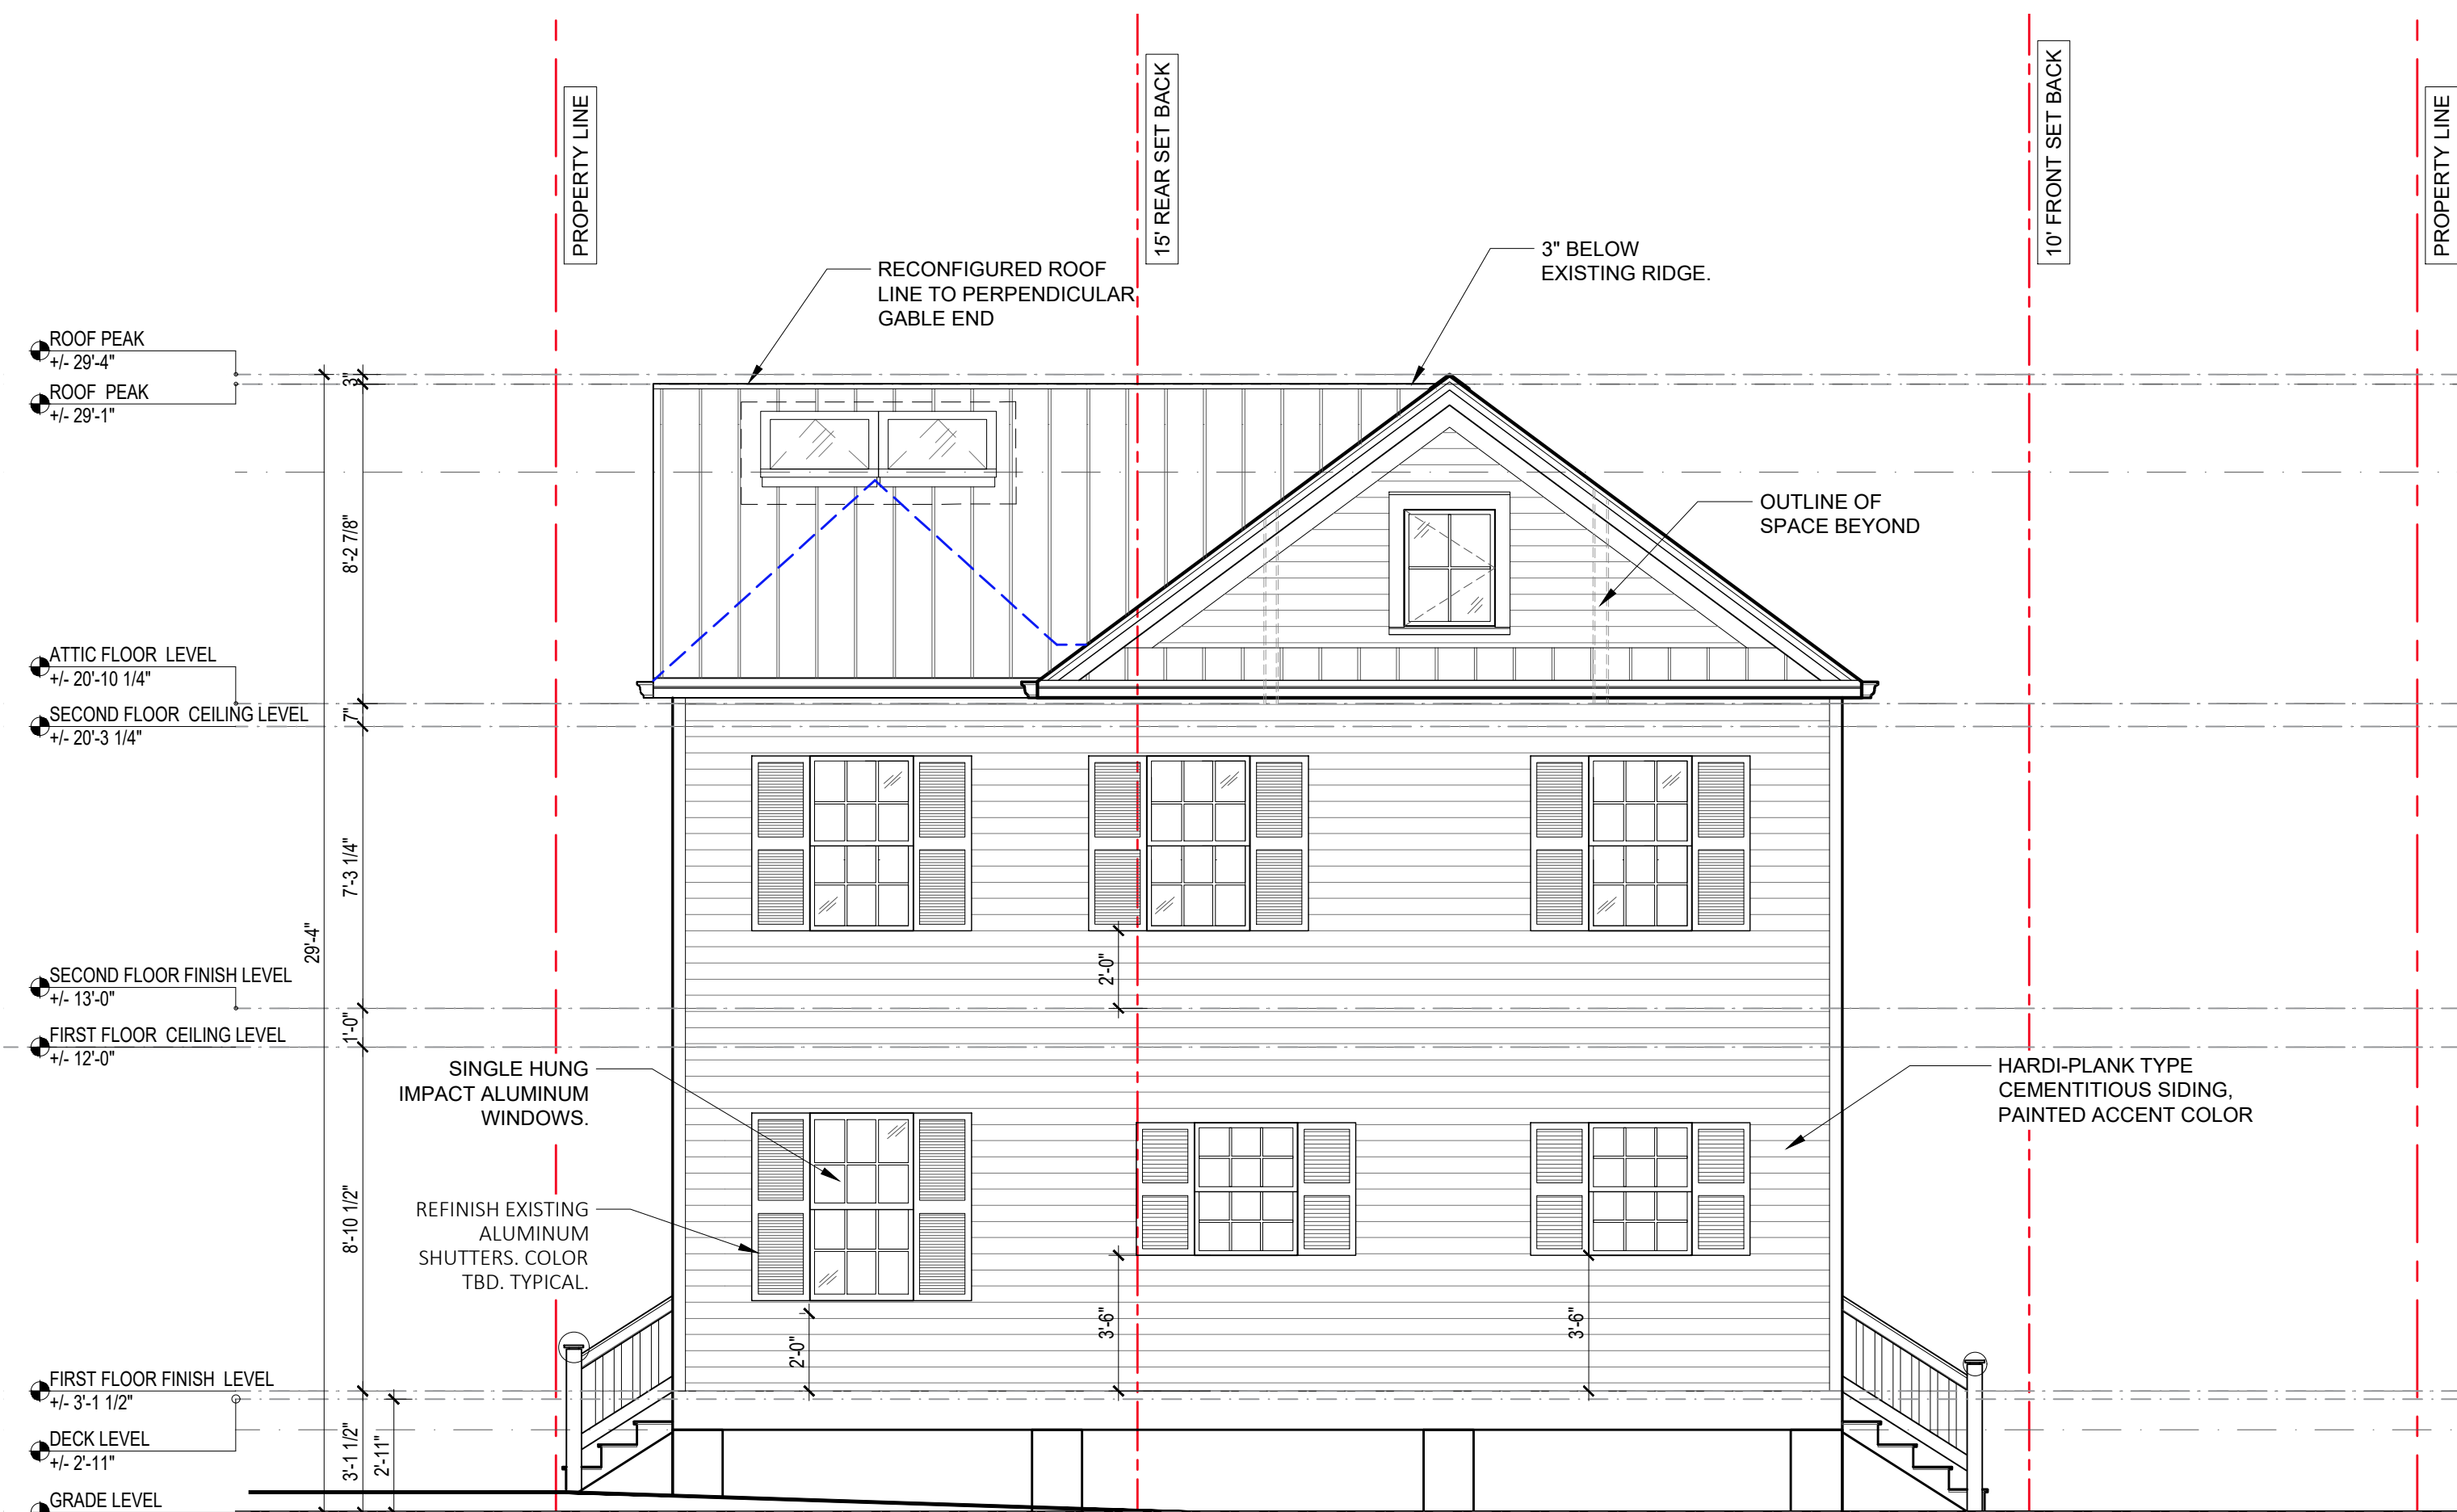 PROPERTY LINE
15' REAR SET BACK
10' FRONT SET BACK
PROPERTY LINE
RECONFIGURED ROOF
LINE TO PERPENDICULAR
GABLE END
3" BELOW
EXISTING RIDGE.
ROOF PEAK
+/- 29'-4"
ROOF PEAK
+/- 29'-1"
3"
OUTLINE OF
SPACE BEYOND
8'-2 7/8"
ATTIC FLOOR LEVEL
+/- 20'-10 1/4"
SECOND FLOOR CEILING LEVEL
+/- 20'-3 1/4"
7"
7'-3 1/4"
29'-4"
2'-0"
SECOND FLOOR FINISH LEVEL
+/- 13'-0"
1'-0"
FIRST FLOOR CEILING LEVEL
+/- 12'-0"
SINGLE HUNG
IMPACT ALUMINUM
WINDOWS.
HARDI-PLANK TYPE
CEMENTITIOUS SIDING,
PAINTED ACCENT COLOR
8'-10 1/2"
REFINISH EXISTING
ALUMINUM
SHUTTERS. COLOR
TBD. TYPICAL.
2'-0"
3'-6"
3'-6"
FIRST FLOOR FINISH LEVEL
+/- 3'-1 1/2"
DECK LEVEL
+/- 2'-11"
3'-1 1/2"
2'-11"
GRADE LEVEL